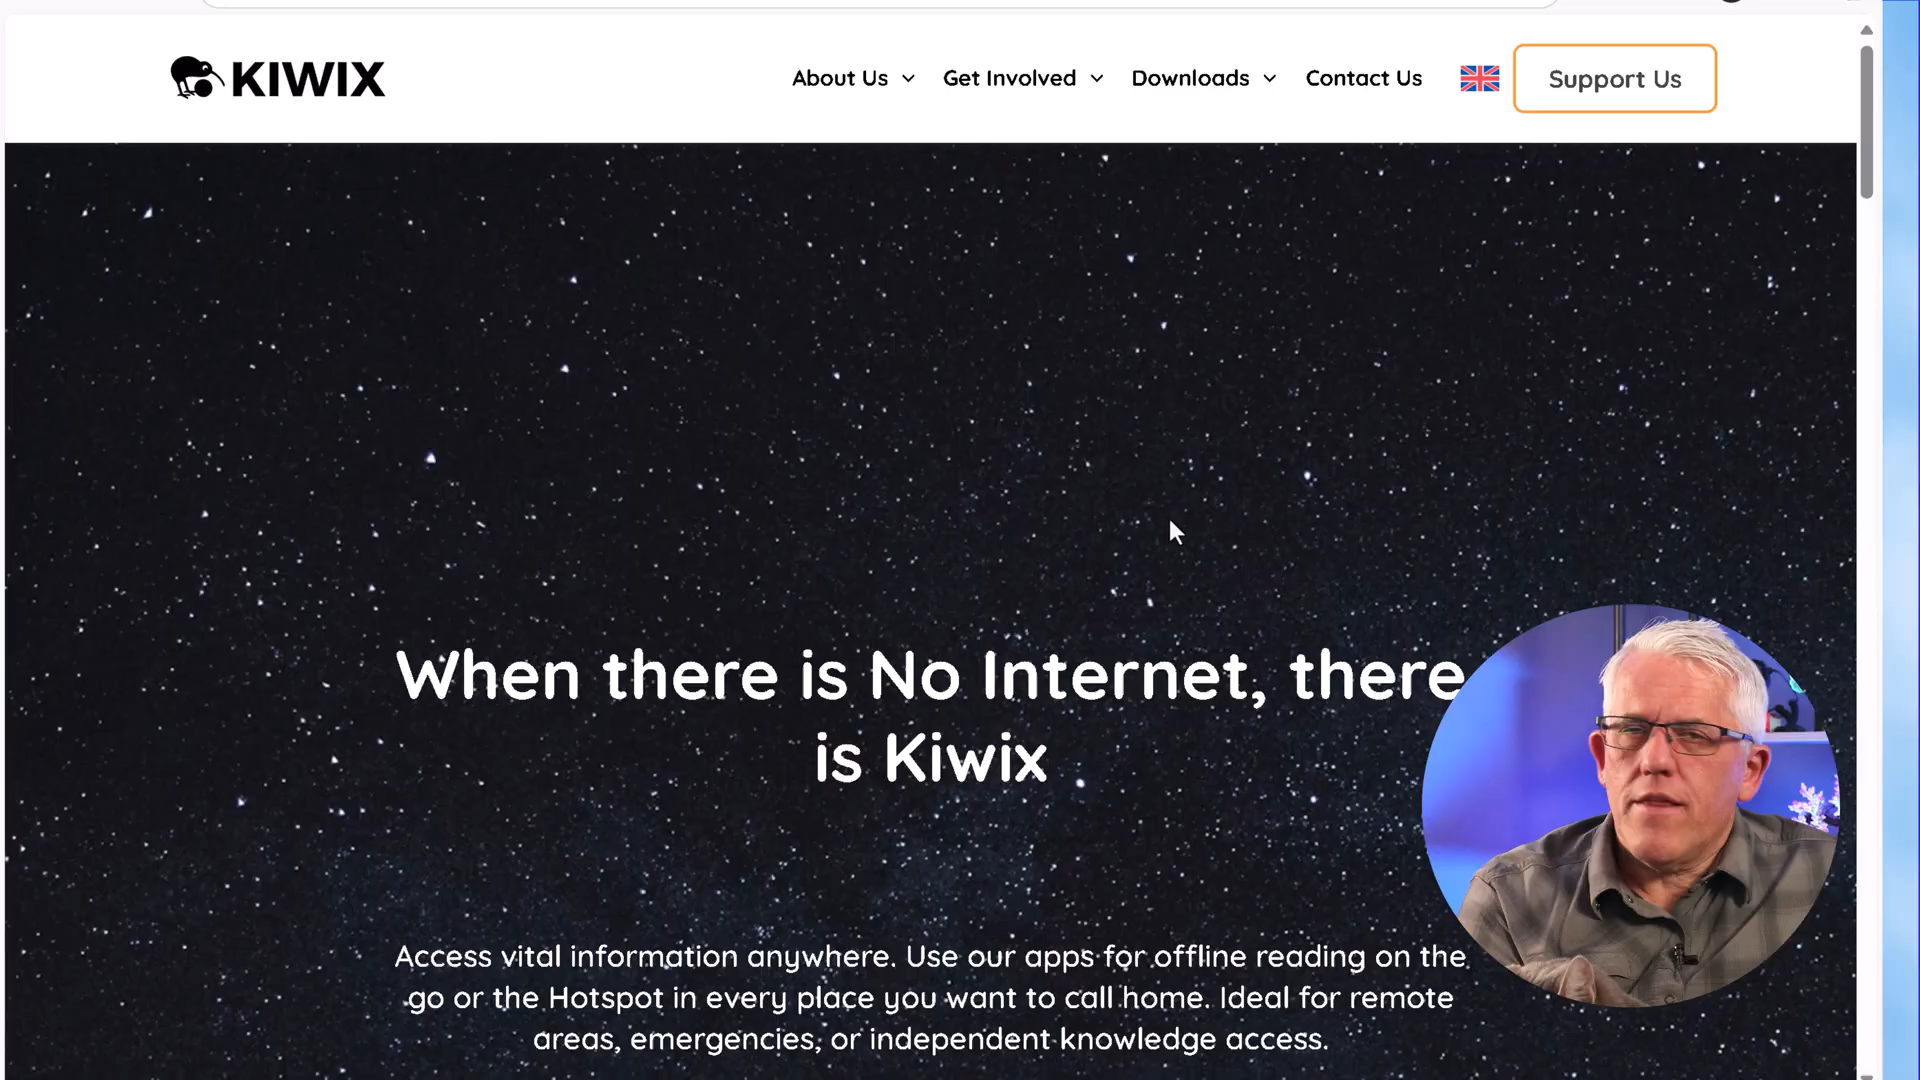 KIWIX
About Us
Get Involved
Downloads
Contact Us
Support Us
When there is No Internet, there
is Kiwix
Access vital information anywhere. Use our apps for offline reading on the
go or the Hotspot in every place you want to call home. Ideal for remote
areas, emergencies, or independent knowledge access.